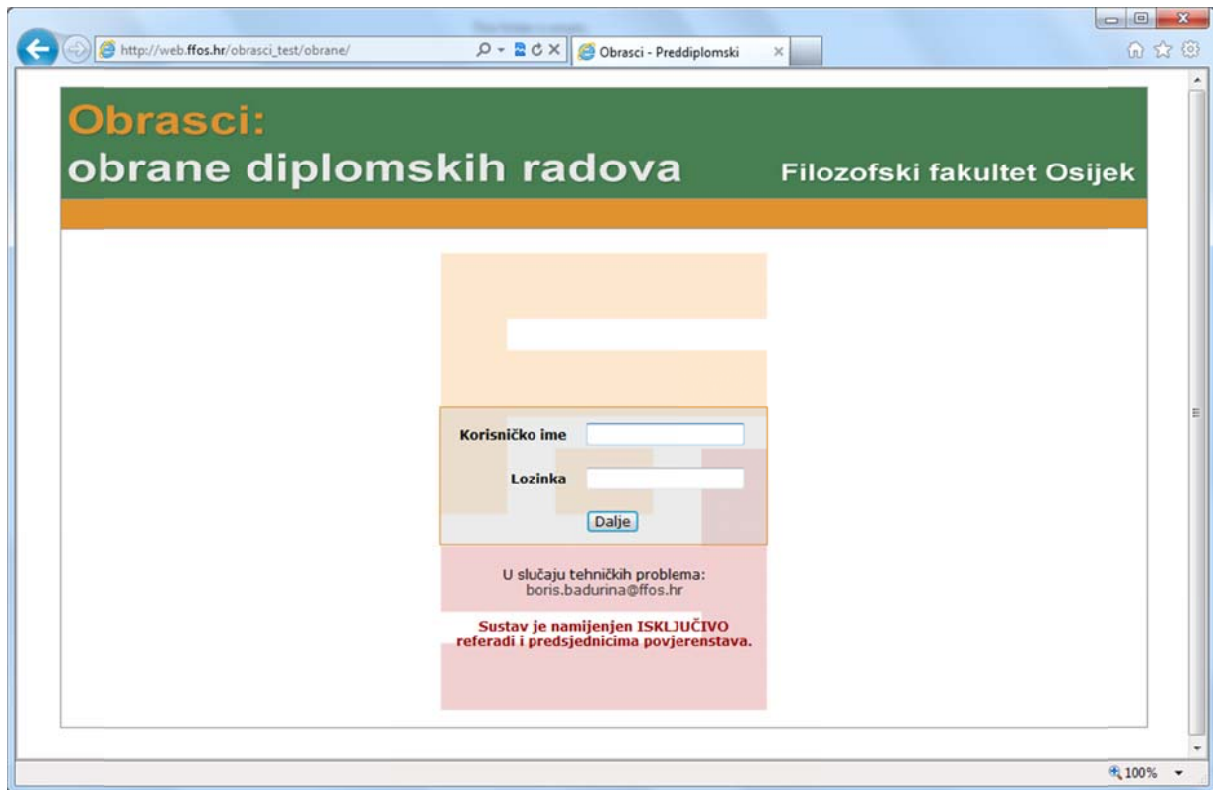 http://web.ffos.hr/obrasci_test/obrane/
Obrasci - Preddiplomski
Obrasci:
obrane diplomskih radova
Filozofski fakultet Osijek
Korisničko ime
Lozinka
Dalje
U slučaju tehničkih problema:
boris.badurina@ffos.hr
Sustav je namijenjen ISKLJUČIVO
referadi i predsjednicima povjerenstava.
100%